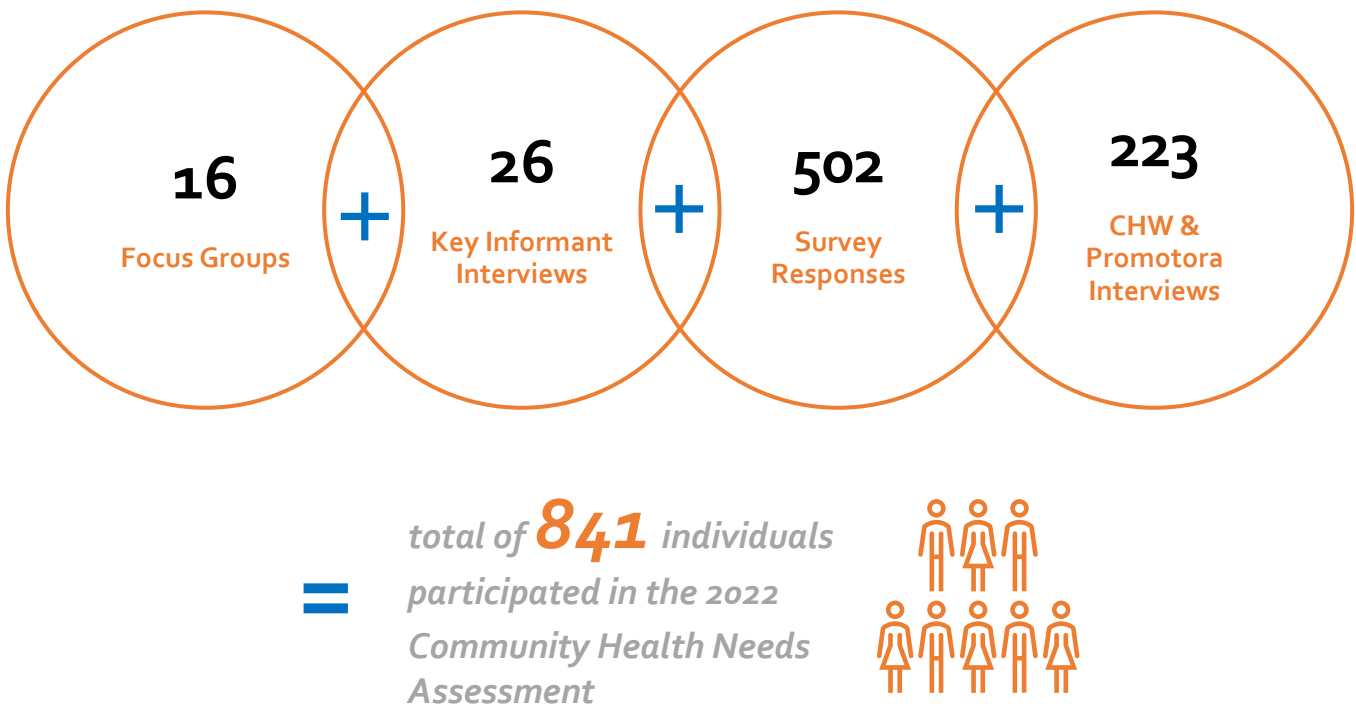 16
Focus Groups
+
26
Key Informant
Interviews
+
502
Survey
Responses
+
223
CHW &
Promotora
Interviews
=
total of 841 individuals
participated in the 2022
Community Health Needs
Assessment